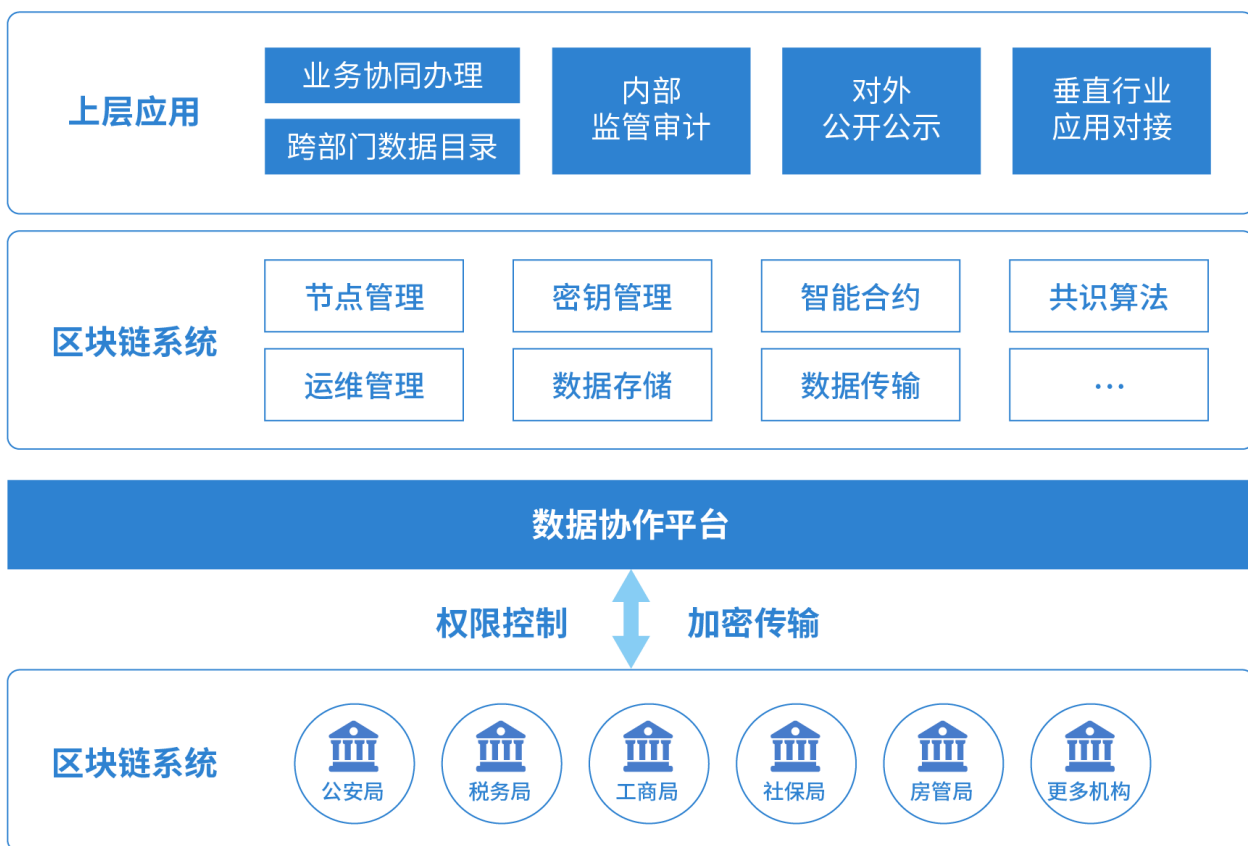 上层应用
业务协同办理
跨部门数据目录
内部
监管审计
对外
公开公示
垂直行业
应用对接
区块链系统
节点管理
密钥管理
智能合约
共识算法
运维管理
数据存储
数据传输
···
数据协作平台
权限控制
加密传输
区块链系统
公安局
税务局
工商局
社保局
房管局
更多机构